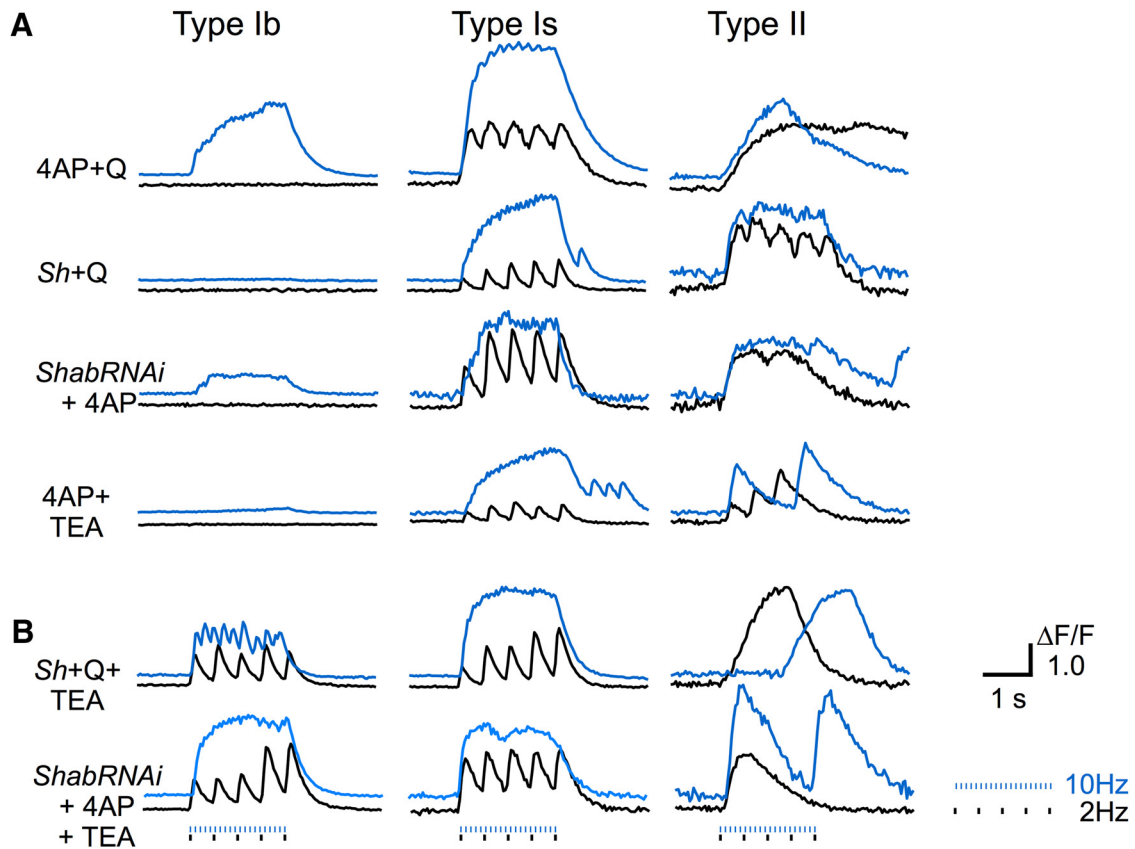 A
Type Ib Type Is Type II
4AP+Q
Sh+Q
ShabRNAi
+ 4AP
4AP+
TEA
B
Sh+Q+
TEA
ΔF/F
1.0
1 s
ShabRNAi
+ 4AP
+ TEA
10Hz
2Hz